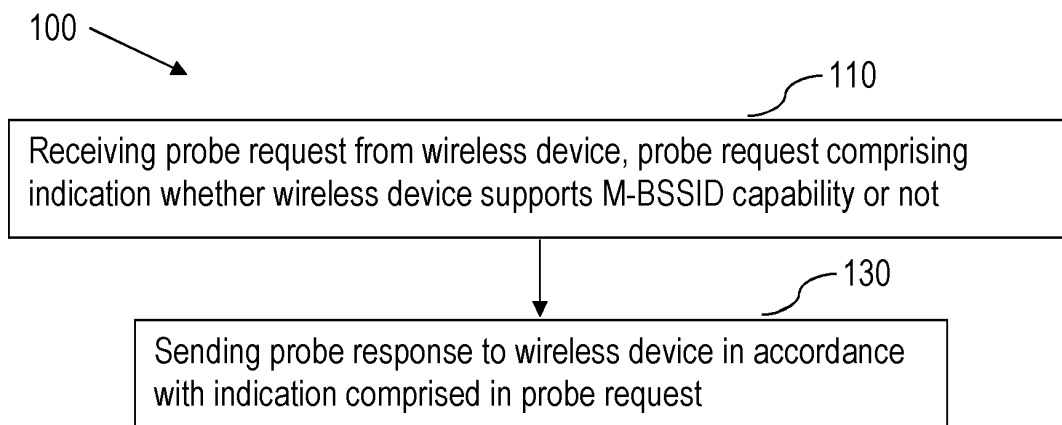 100
110
Receiving probe request from wireless device, probe request comprising
indication whether wireless device supports M-BSSID capability or not
130
Sending probe response to wireless device in accordance
with indication comprised in probe request